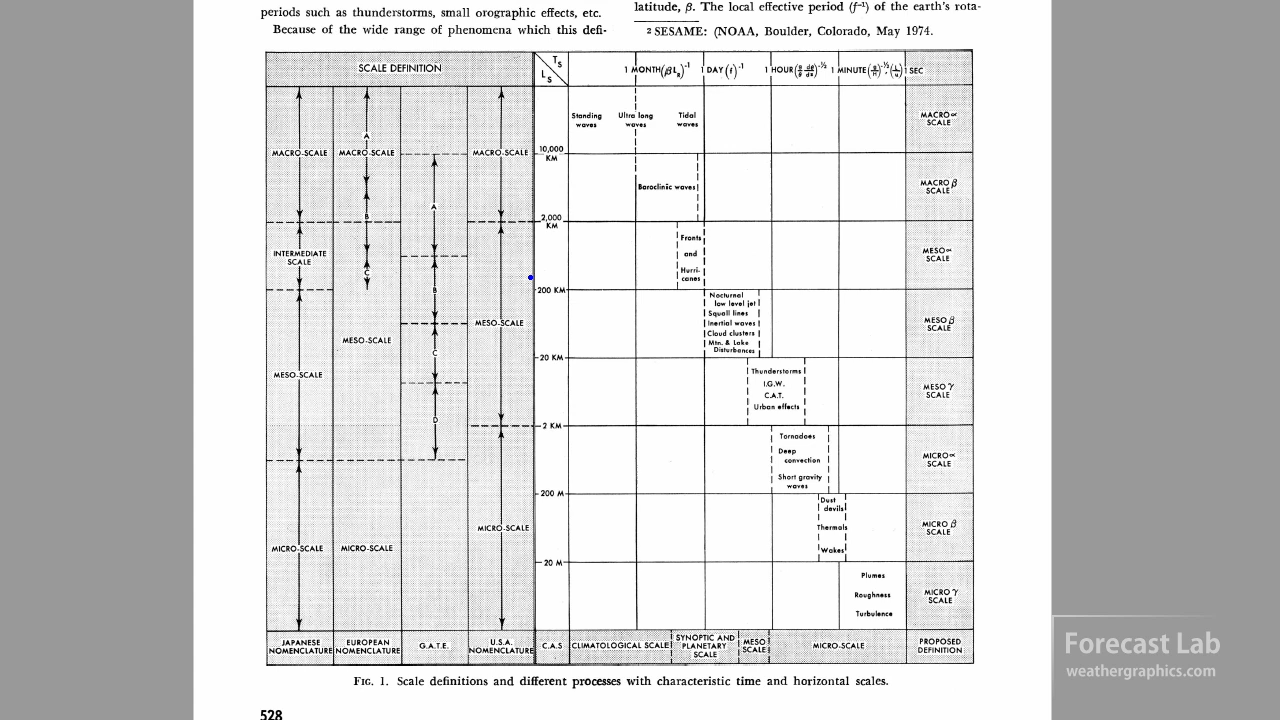 periods such as thunderstorms, small orographic effects, etc.
Because of the wide range of phenomena which this defi-
latitude, β. The local effective period (f⁻¹) of the earth's rota-
2 SESAME: (NOAA, Boulder, Colorado, May 1974.
SCALE DEFINITION
T S
L S
1 MONTH (βL R)⁻¹
1 DAY (f)⁻¹
1 HOUR
1 MINUTE
1 SEC
MACRO-SCALE
INTERMEDIATE
SCALE
MESO-SCALE
MICRO-SCALE
A
MACRO-SCALE
B
C
MESO-SCALE
MICRO-SCALE
A
B
C
D
MACRO-SCALE
MESO-SCALE
MICRO-SCALE
10,000
KM
2,000
KM
200 KM
20 KM
2 KM
200 M
20 M
Standing
waves
Ultra long
waves
Tidal
waves
Baroclinic waves
Fronts
and
Hurri-
canes
Nocturnal
low level jet
Squall lines
Inertial waves
Cloud clusters
Mtn. & Lake
Disturbances
Thunderstorms
I.G.W.
C.A.T.
Urban effects
Tornadoes
Deep
convection
Short gravity
waves
Dust
devils
Thermals
Wakes
Plumes
Roughness
Turbulence
MACRO α
SCALE
MACRO β
SCALE
MESO α
SCALE
MESO β
SCALE
MESO γ
SCALE
MICRO α
SCALE
MICRO β
SCALE
MICRO γ
SCALE
JAPANESE
NOMENCLATURE
EUROPEAN
NOMENCLATURE
G.A.T.E.
U.S.A.
NOMENCLATURE
C.A.S
CLIMATOLOGICAL SCALE
SYNOPTIC AND
PLANETARY
SCALE
MESO
SCALE
MICRO-SCALE
PROPOSED
DEFINITION
FIG. 1. Scale definitions and different processes with characteristic time and horizontal scales.
528
Forecast Lab
weathergraphics.com